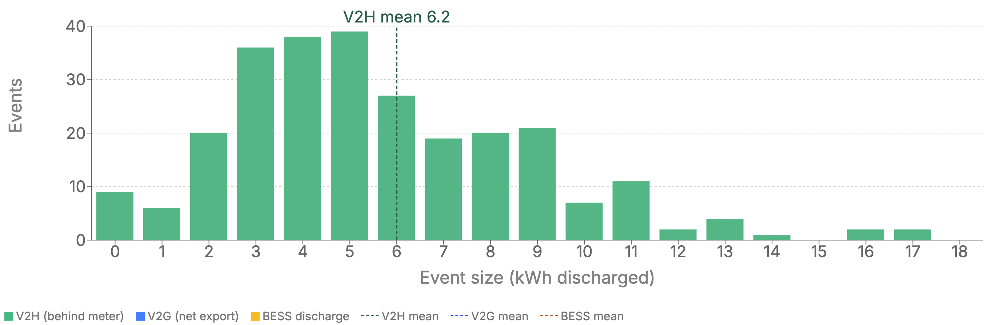 V2H mean 6.2
40
30
20
10
0
Events
0 1 2 3 4 5 6 7 8 9 10 11 12 13 14 15 16 17 18
Event size (kWh discharged)
V2H (behind meter) V2G (net export) BESS discharge V2H mean V2G mean BESS mean